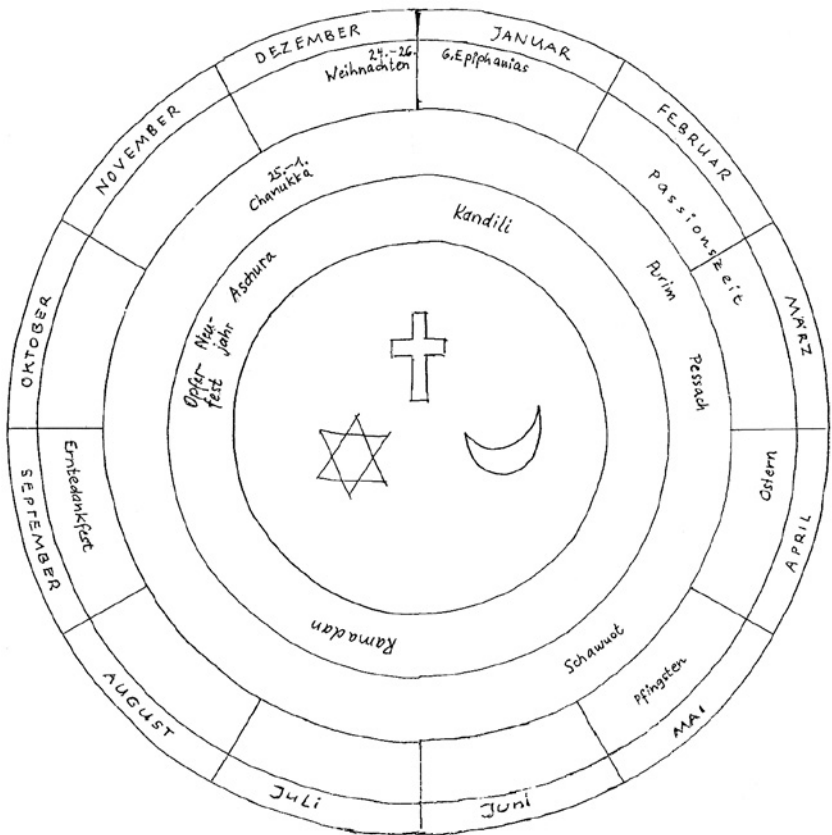 JANUAR
FEBRUAR
MÄRZ
APRIL
MAI
Juni
Juli
AUGUST
SEPTEMBER
OKTOBER
NOVEMBER
DEZEMBER
24.-26.
Weihnachten
6. Epiphanias
Passionszeit
Ostern
Pfingsten
Erntedankfest
25.-1.
Chanukka
Purim
Pessach
Schawuot
Kandili
Ramadan
Opfer-
fest
Neu-
jahr
Aschura